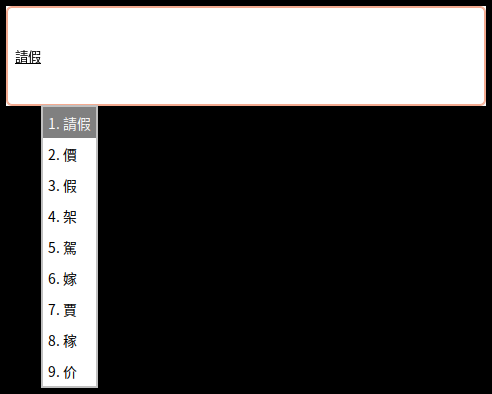 請假
1. 請假
2. 價
3. 假
4. 架
5. 駕
6. 嫁
7. 賈
8. 稼
9. 价